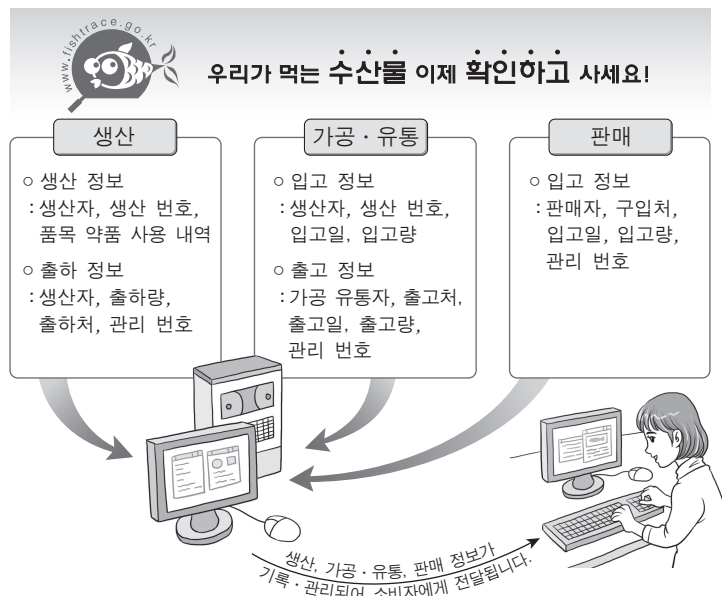 www.fishtrace.go.kr
우리가 먹는 수산물 이제 확인하고 사세요!
생산
○ 생산 정보
: 생산자, 생산 번호,
품목 약품 사용 내역
○ 출하 정보
: 생산자, 출하량,
출하처, 관리 번호
가공 · 유통
○ 입고 정보
: 생산자, 생산 번호,
입고일, 입고량
○ 출고 정보
: 가공 유통자, 출고처,
출고일, 출고량,
관리 번호
판매
○ 입고 정보
: 판매자, 구입처,
입고일, 입고량,
관리 번호
생산, 가공 · 유통, 판매 정보가
기록 · 관리되어 소비자에게 전달됩니다.